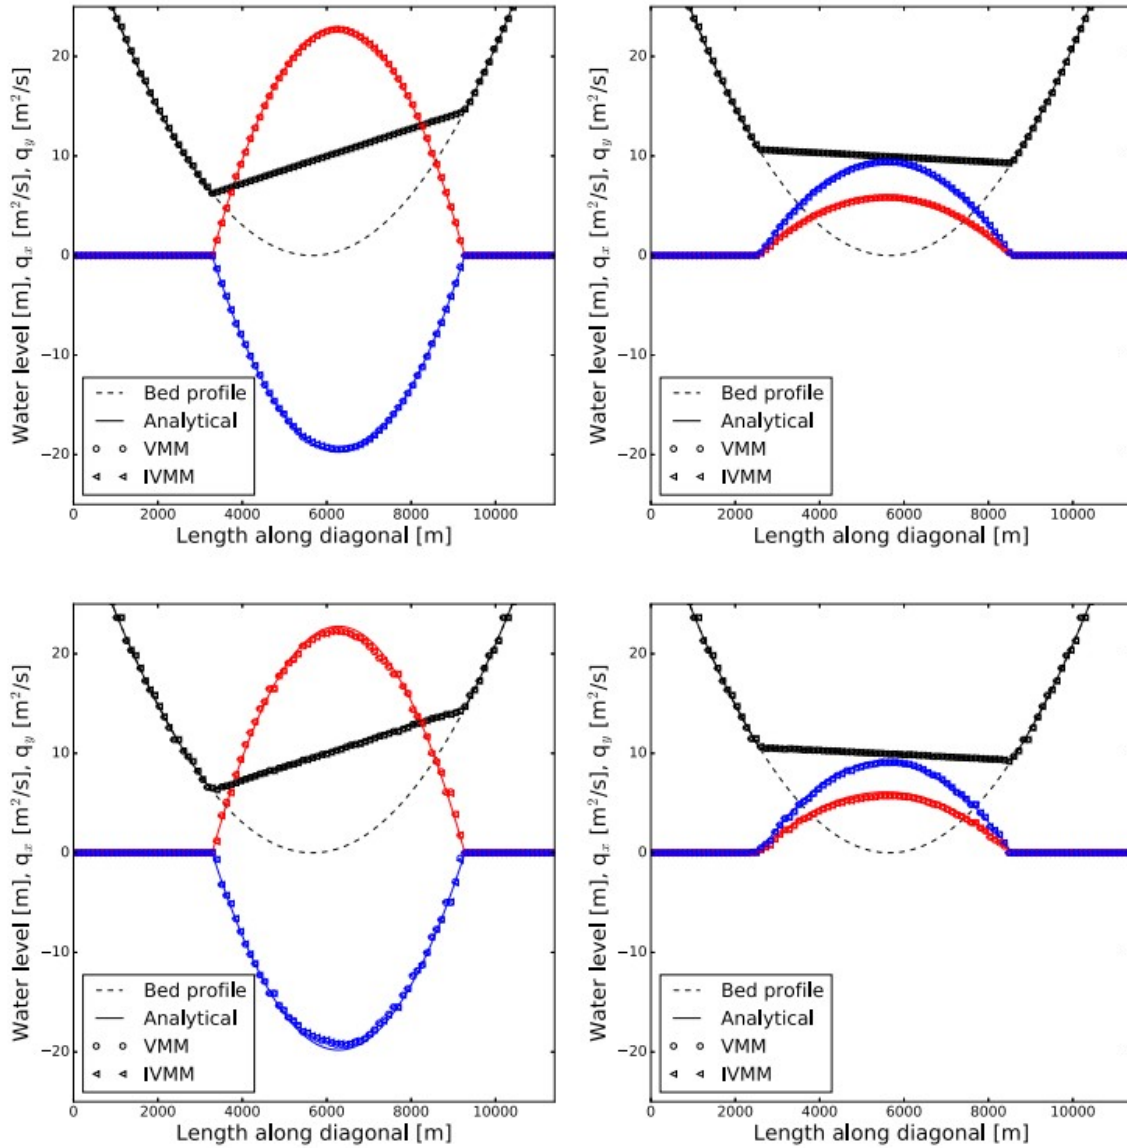 Water level [m], q_x [m²/s], q_y [m²/s]
20
10
0
−10
−20
Bed profile
Analytical
VMM
IVMM
0 2000 4000 6000 8000 10000
Length along diagonal [m]
Water level [m], q_x [m²/s], q_y [m²/s]
20
10
0
−10
−20
Bed profile
Analytical
VMM
IVMM
0 2000 4000 6000 8000 10000
Length along diagonal [m]
Water level [m], q_x [m²/s], q_y [m²/s]
20
10
0
−10
−20
Bed profile
Analytical
VMM
IVMM
0 2000 4000 6000 8000 10000
Length along diagonal [m]
Water level [m], q_x [m²/s], q_y [m²/s]
20
10
0
−10
−20
Bed profile
Analytical
VMM
IVMM
0 2000 4000 6000 8000 10000
Length along diagonal [m]